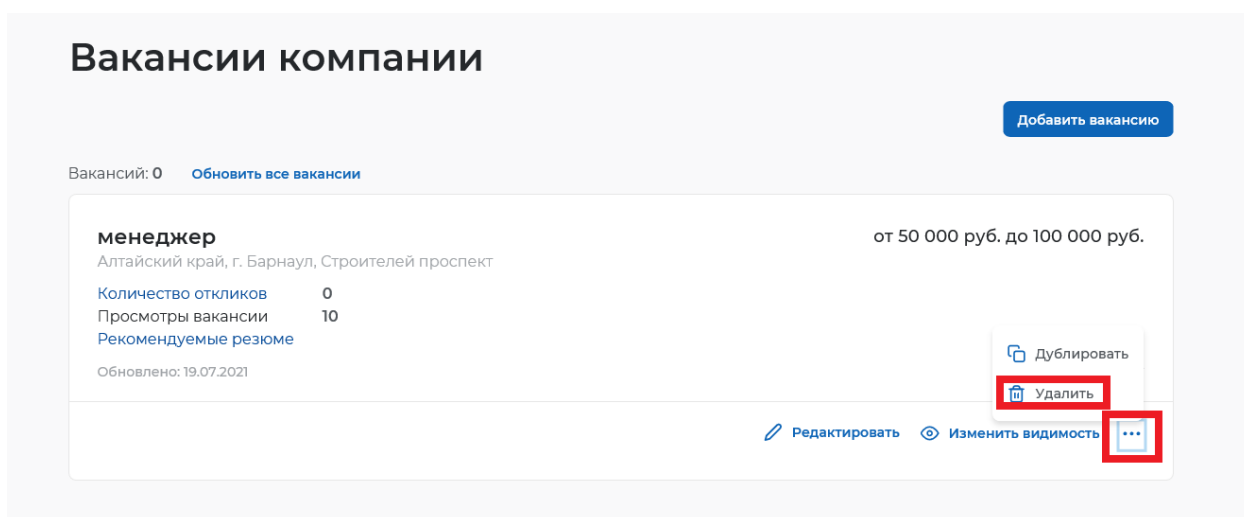 Вакансии компании
Добавить вакансию
Вакансий: 0 Обновить все вакансии
менеджер от 50 000 руб. до 100 000 руб.
Алтайский край, г. Барнаул, Строителей проспект
Количество откликов 0
Просмотры вакансии 10
Рекомендуемые резюме
Дублировать
Обновлено: 19.07.2021
Удалить
Редактировать Изменить видимость ...